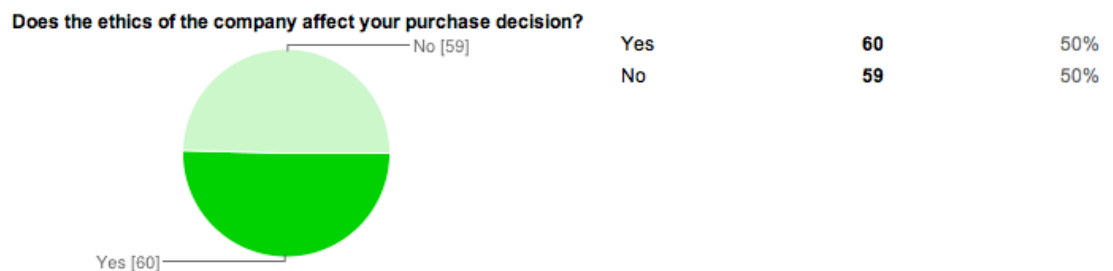 Does the ethics of the company affect your purchase decision?
No [59]
Yes [60]
Yes 60 50%
No 59 50%